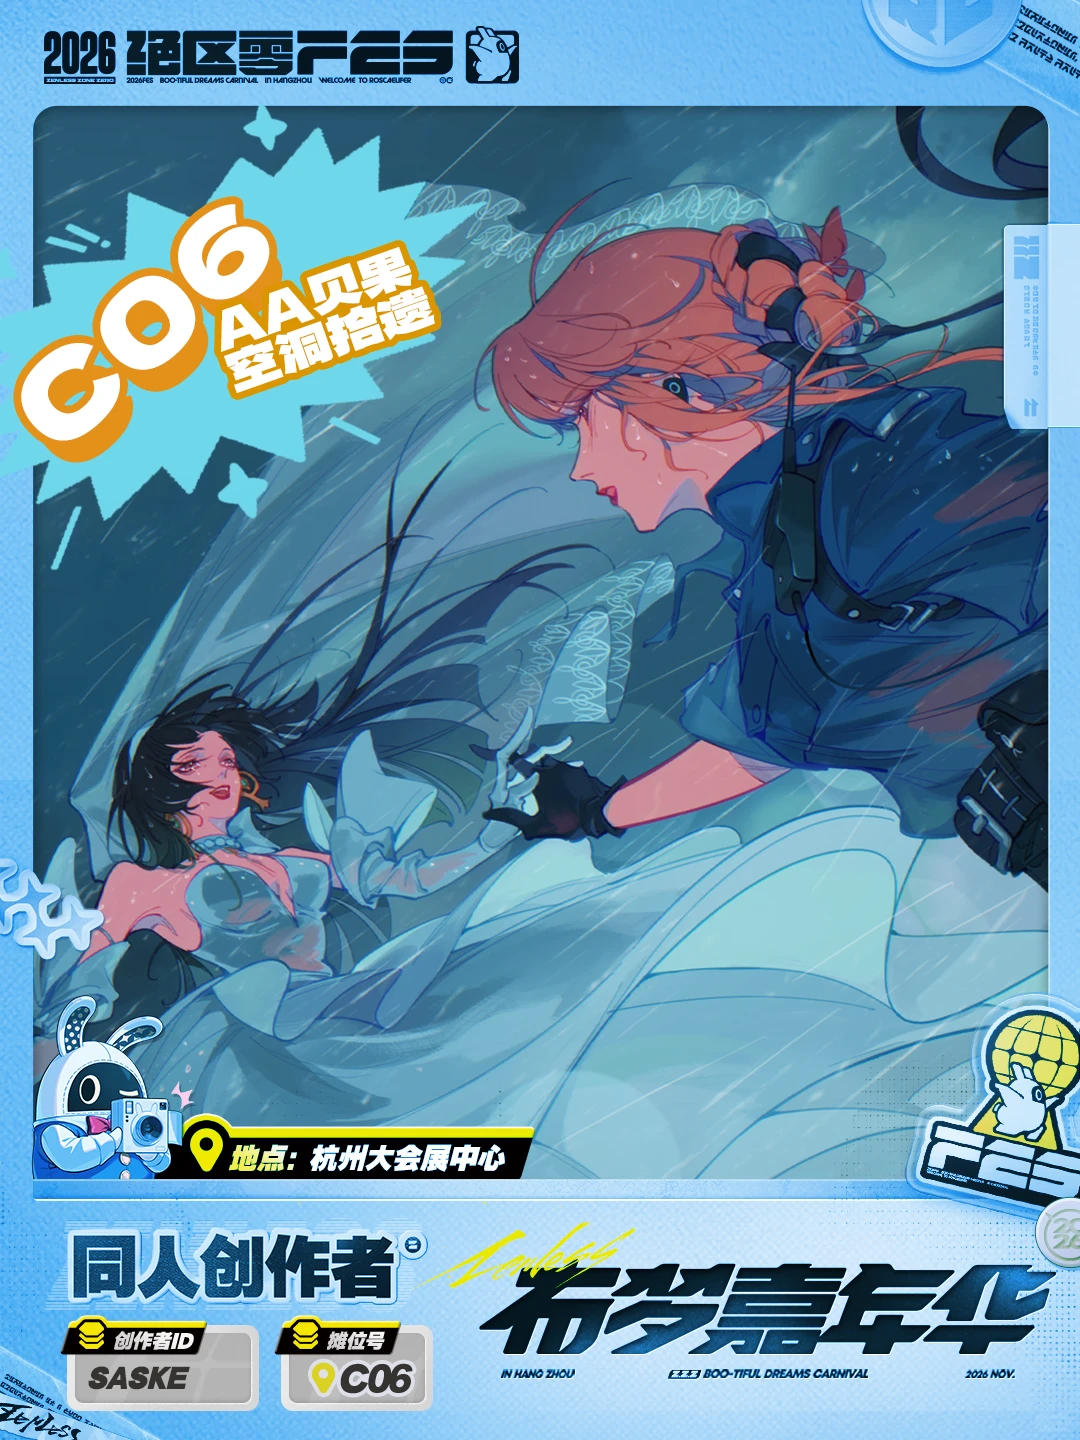 2026 绝区零FES
ZENLESS ZONE ZERO
2026FES BOO-TIFUL DREAMS CARNIVAL IN HANGZHOU WELCOME TO ROSCAELIFER
C06
AA贝果
空洞拾遗
地点：杭州大会展中心
FES
同人创作者
Zenless
布梦嘉年华
创作者ID
SASKE
摊位号
C06
IN HANG ZHOU
ZZZ BOO-TIFUL DREAMS CARNIVAL
2026 NOV.